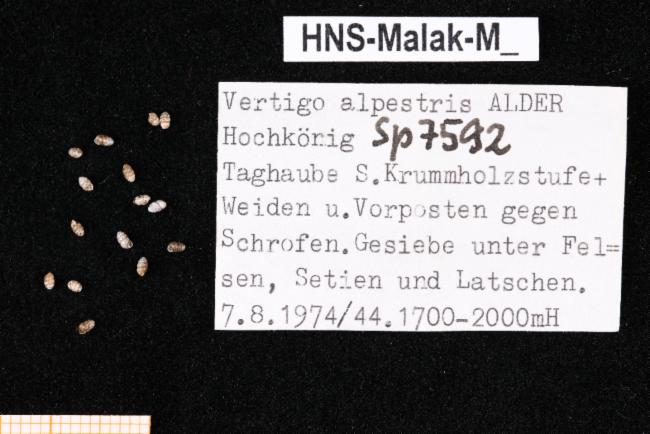 HNS-Malak-M_
Vertigo alpestris ALDER
Hochkönig Sp7592
Taghaube S.Krummholzstufe+
Weiden u.Vorposten gegen
Schrofen.Gesiebe unter Fel=
sen, Setien und Latschen.
7.8.1974/44.1700-2000mH